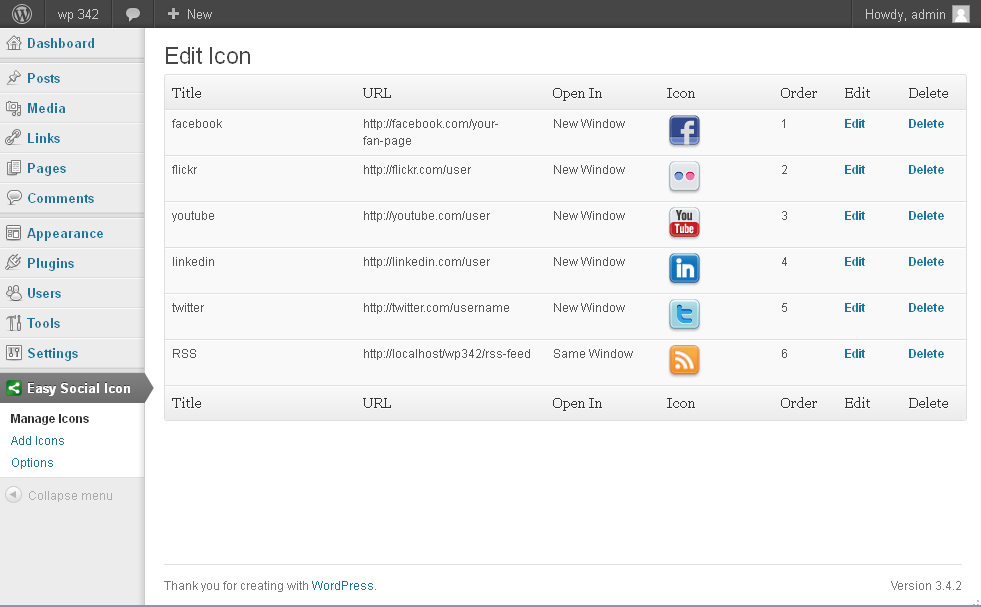 wp 342 New Howdy, admin
Dashboard
Posts
Media
Links
Pages
Comments
Appearance
Plugins
Users
Tools
Settings
Easy Social Icon
Manage Icons
Add Icons
Options
Collapse menu
Edit Icon
Title URL Open In Icon Order Edit Delete
facebook http://facebook.com/your- New Window f 1 Edit Delete
fan-page
flickr http://flickr.com/user New Window 2 Edit Delete
youtube http://youtube.com/user New Window You 3 Edit Delete
Tube
linkedin http://linkedin.com/user New Window in 4 Edit Delete
twitter http://twitter.com/username New Window t 5 Edit Delete
RSS http://localhost/wp342/rss-feed Same Window 6 Edit Delete
Title URL Open In Icon Order Edit Delete
Thank you for creating with WordPress. Version 3.4.2